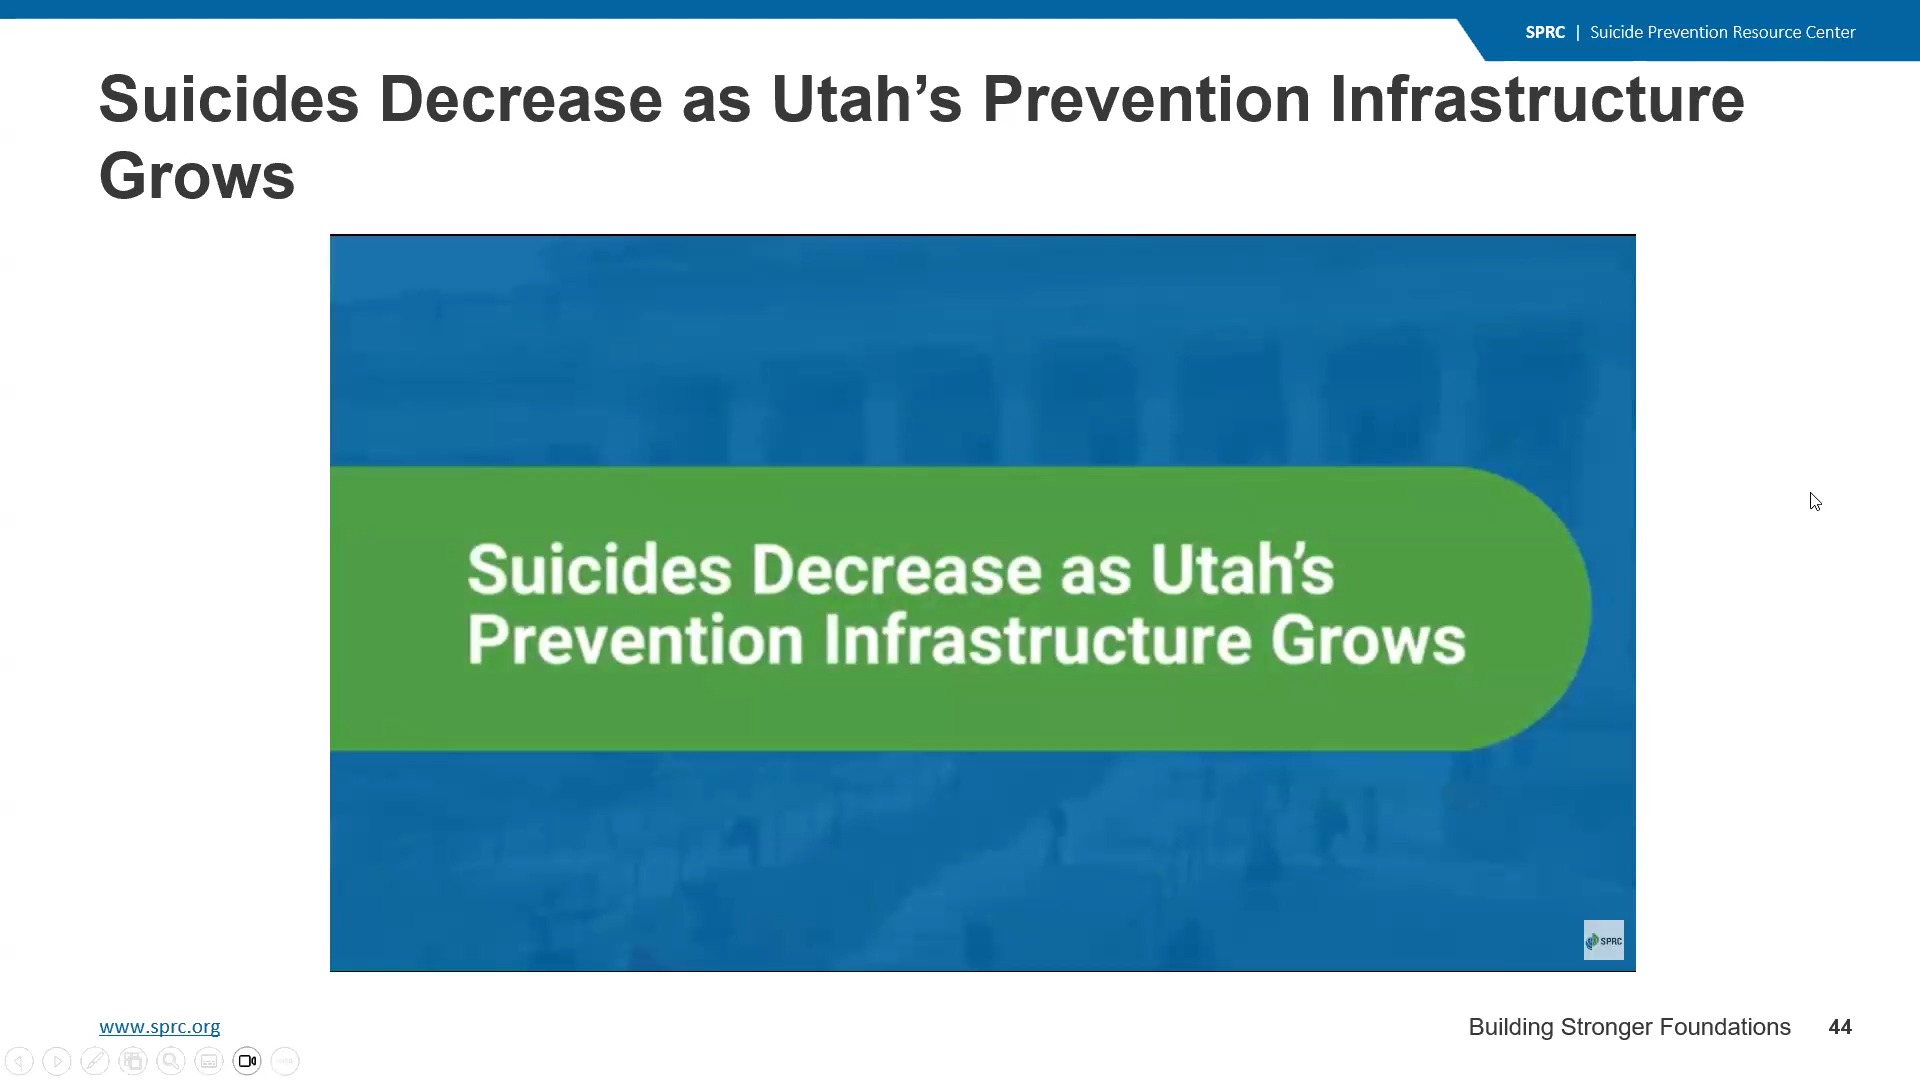 SPRC | Suicide Prevention Resource Center
Suicides Decrease as Utah’s Prevention Infrastructure
Grows
Suicides Decrease as Utah’s
Prevention Infrastructure Grows
SPRC
www.sprc.org
Building Stronger Foundations 44